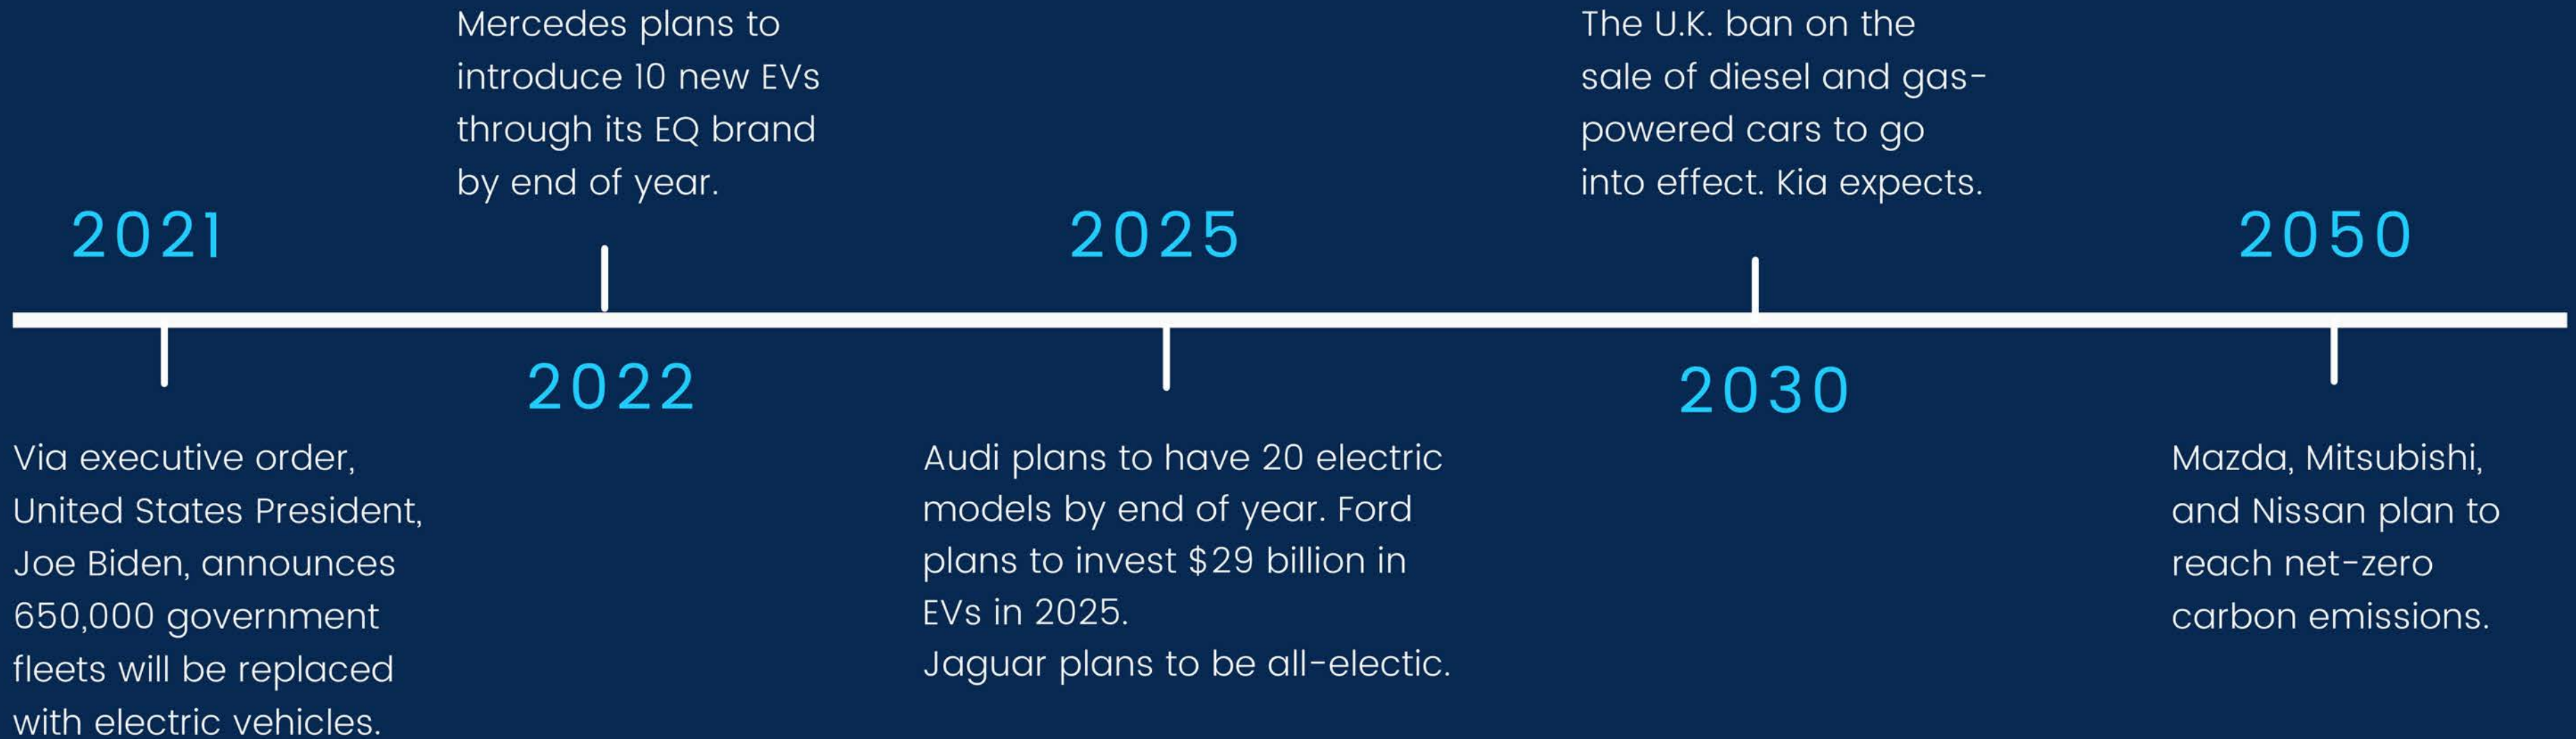 Mercedes plans to
introduce 10 new EVs
through its EQ brand
by end of year.
The U.K. ban on the
sale of diesel and gas-
powered cars to go
into effect. Kia expects.
2021
2025
2050
2022
2030
Via executive order,
United States President,
Joe Biden, announces
650,000 government
fleets will be replaced
with electric vehicles.
Audi plans to have 20 electric
models by end of year. Ford
plans to invest $29 billion in
EVs in 2025.
Jaguar plans to be all-electic.
Mazda, Mitsubishi,
and Nissan plan to
reach net-zero
carbon emissions.